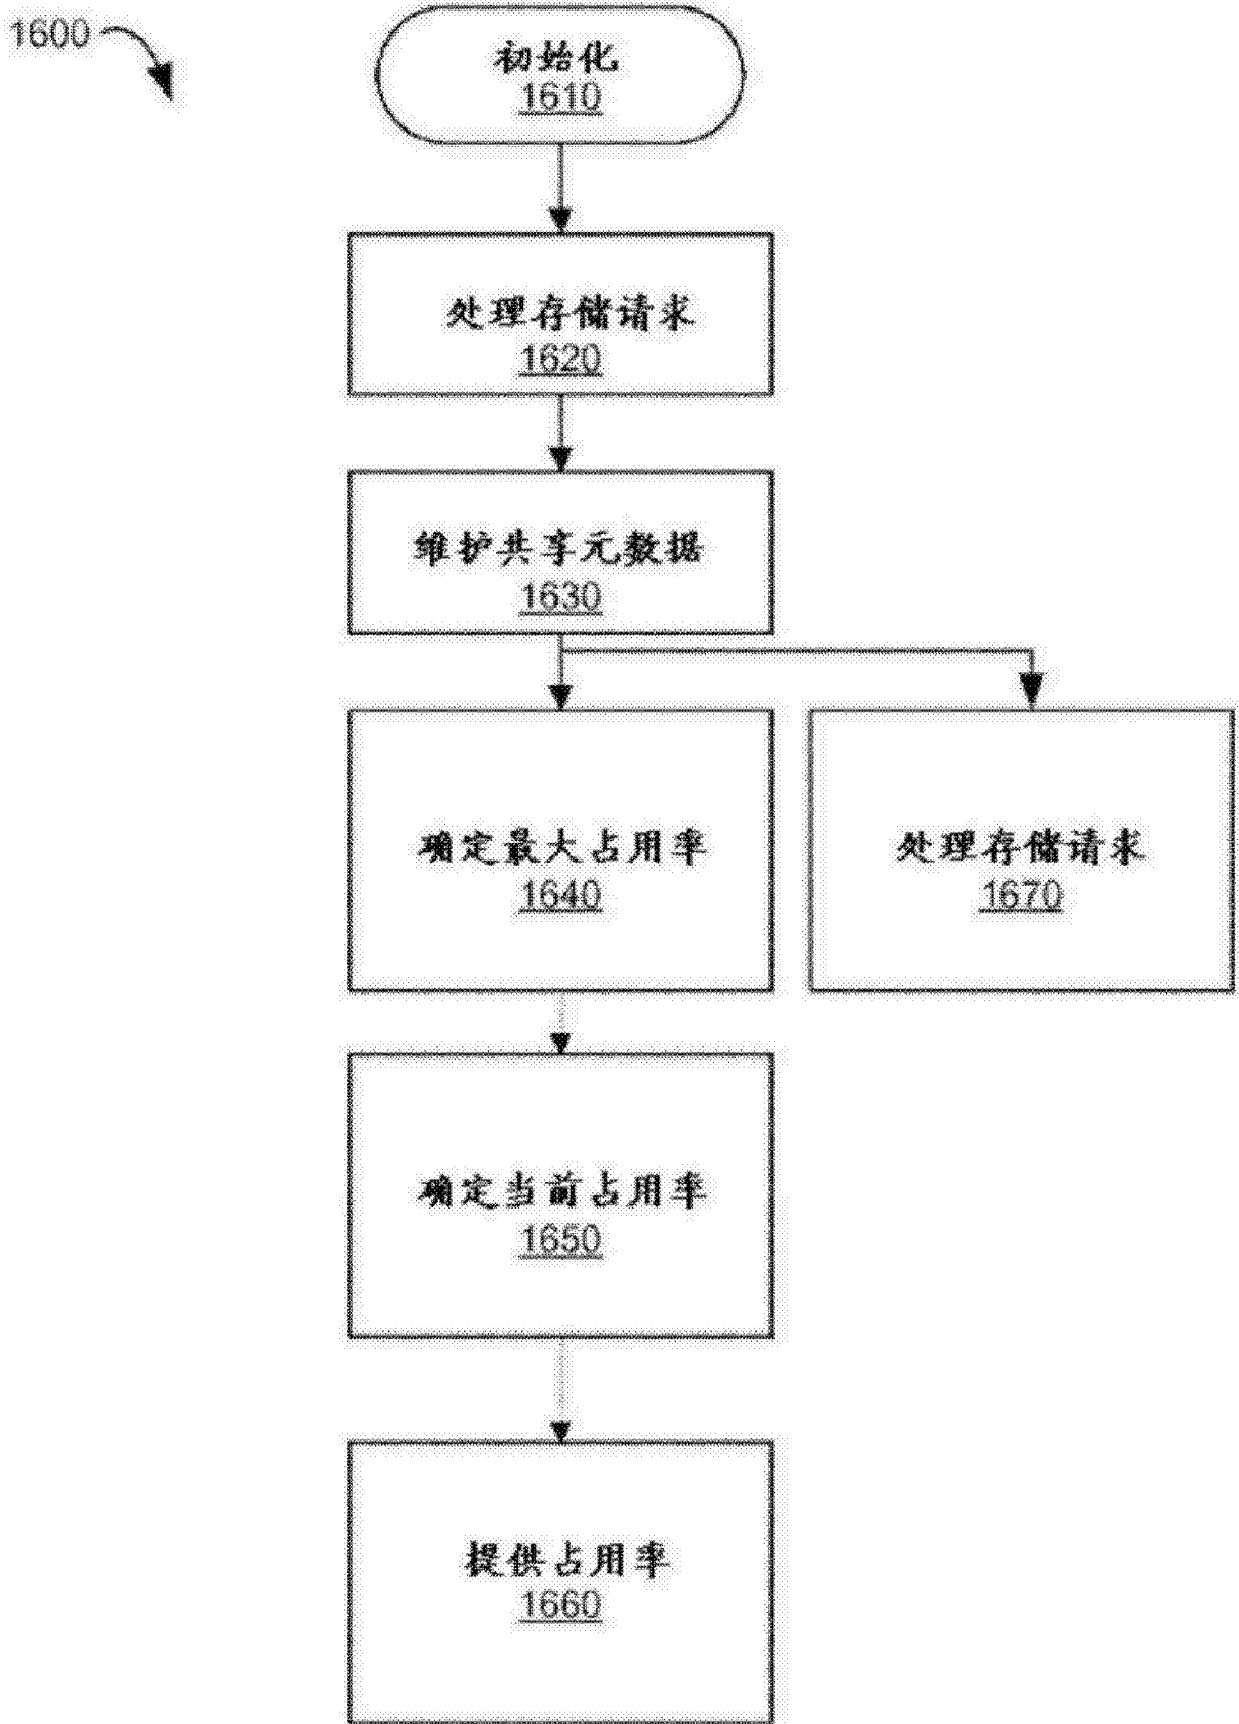 1600
初始化
1610
处理存储请求
1620
维护共享元数据
1630
确定最大占用率
1640
处理存储请求
1670
确定当前占用率
1650
提供占用率
1660